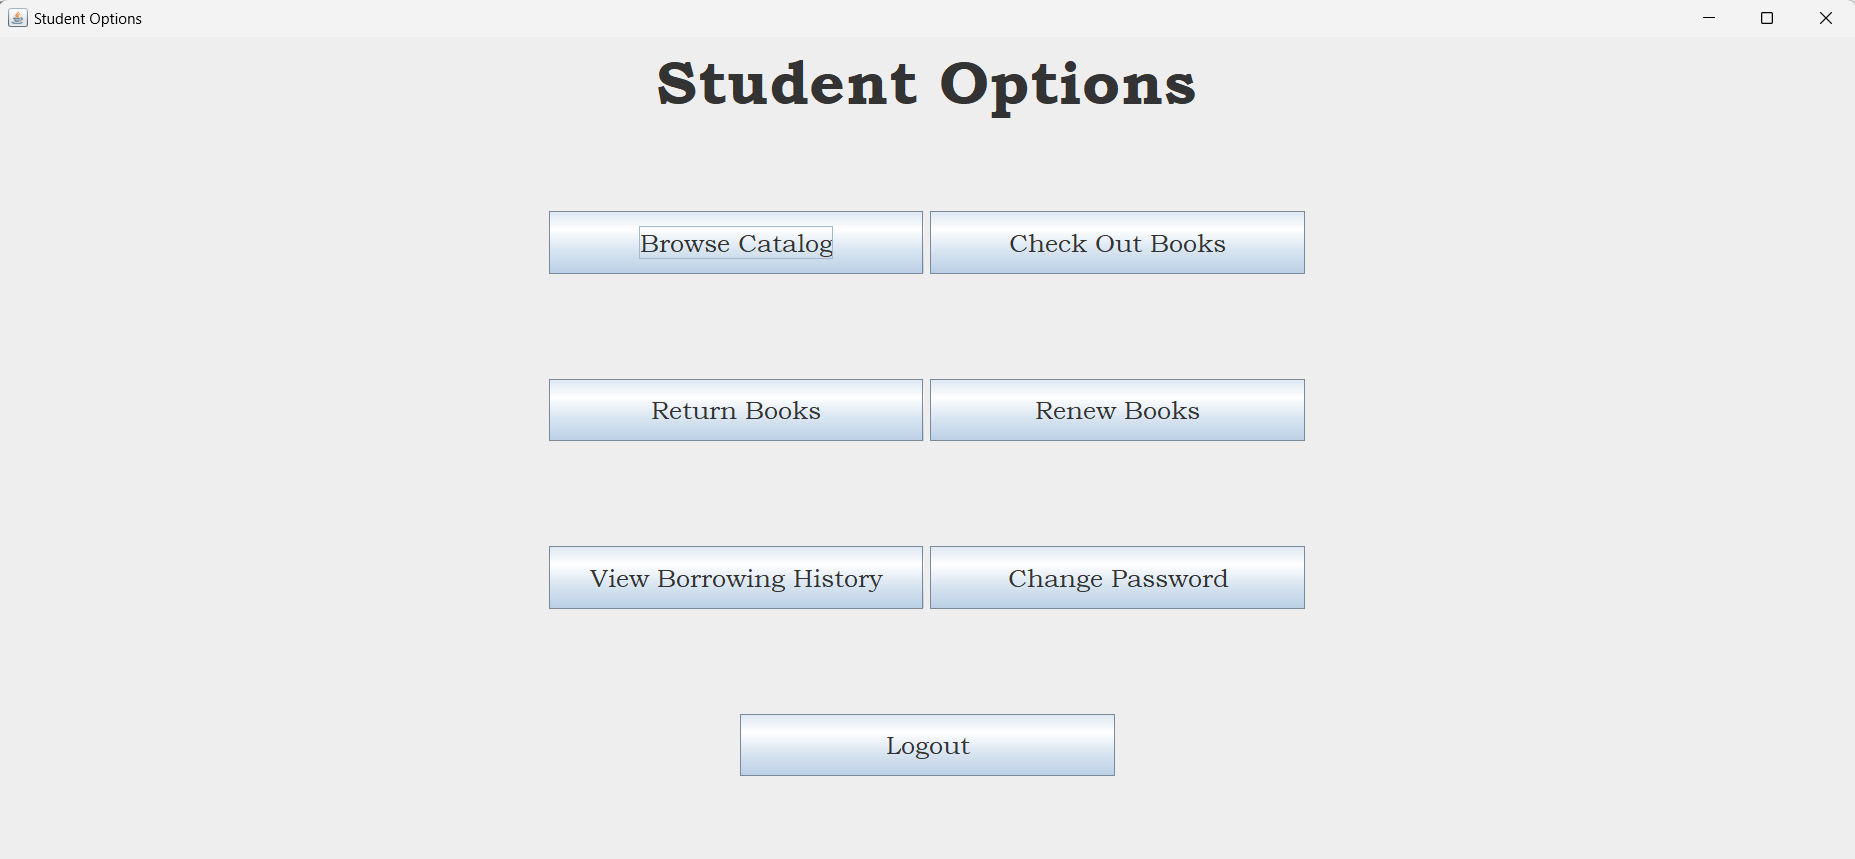 Student Options
Student Options
Browse Catalog
Check Out Books
Return Books
Renew Books
View Borrowing History
Change Password
Logout